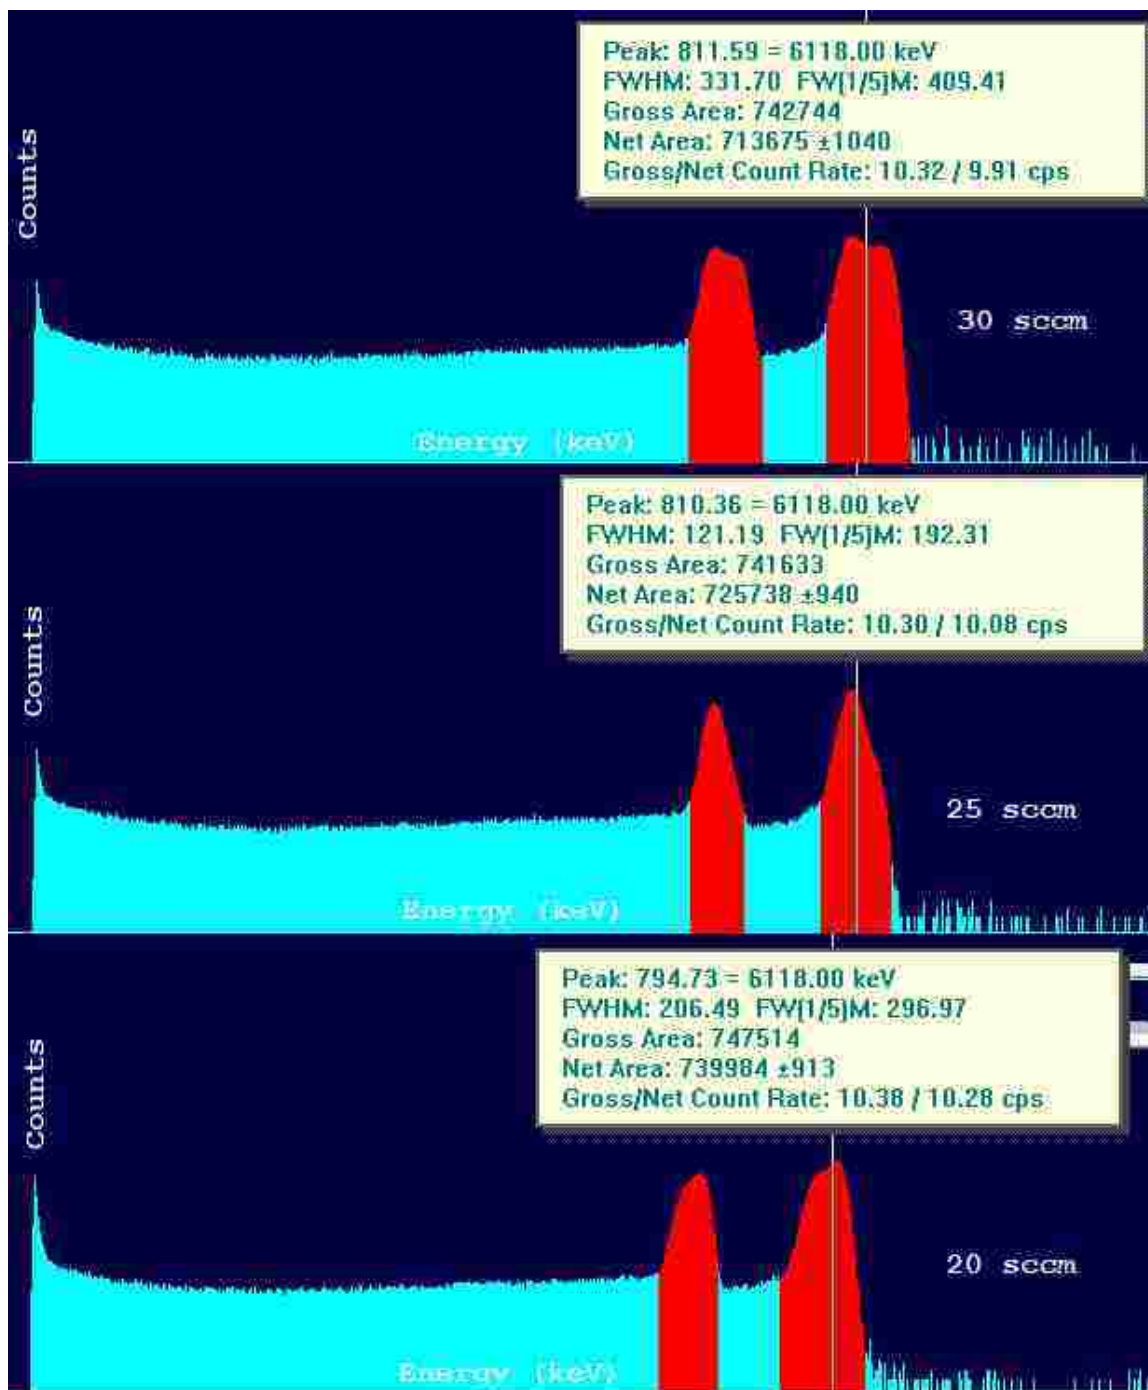 Peak: 811.59 = 6118.00 keV
FWHM: 331.70 FW(1/5)M: 409.41
Gross Area: 742744
Net Area: 713675 ±1040
Gross/Net Count Rate: 10.32 / 9.91 cps
Counts
30 sccm
Energy (keV)
Peak: 810.36 = 6118.00 keV
FWHM: 121.19 FW(1/5)M: 192.31
Gross Area: 741633
Net Area: 725738 ±940
Gross/Net Count Rate: 10.30 / 10.08 cps
Counts
25 sccm
Energy (keV)
Peak: 794.73 = 6118.00 keV
FWHM: 206.49 FW(1/5)M: 296.97
Gross Area: 747514
Net Area: 739984 ±913
Gross/Net Count Rate: 10.38 / 10.28 cps
Counts
20 sccm
Energy (keV)